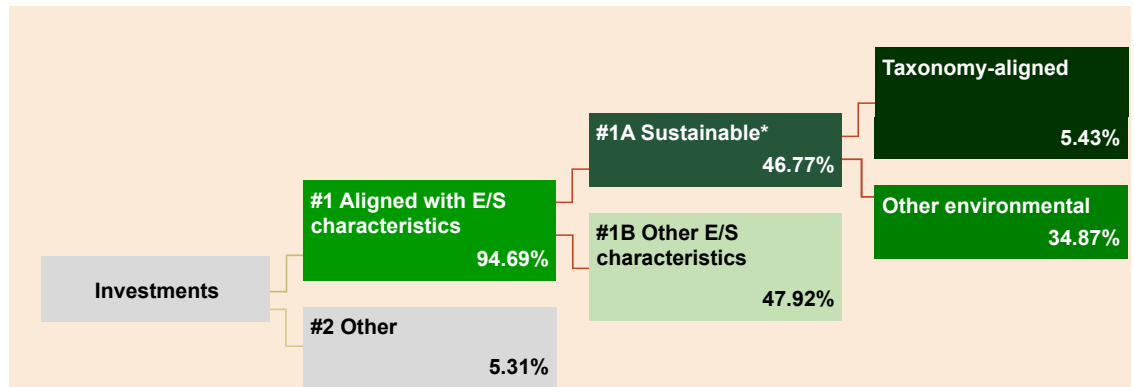 Taxonomy-aligned
5.43%
#1A Sustainable*
46.77%
#1 Aligned with E/S
characteristics
94.69%
Other environmental
34.87%
#1B Other E/S
characteristics
47.92%
Investments
#2 Other
5.31%